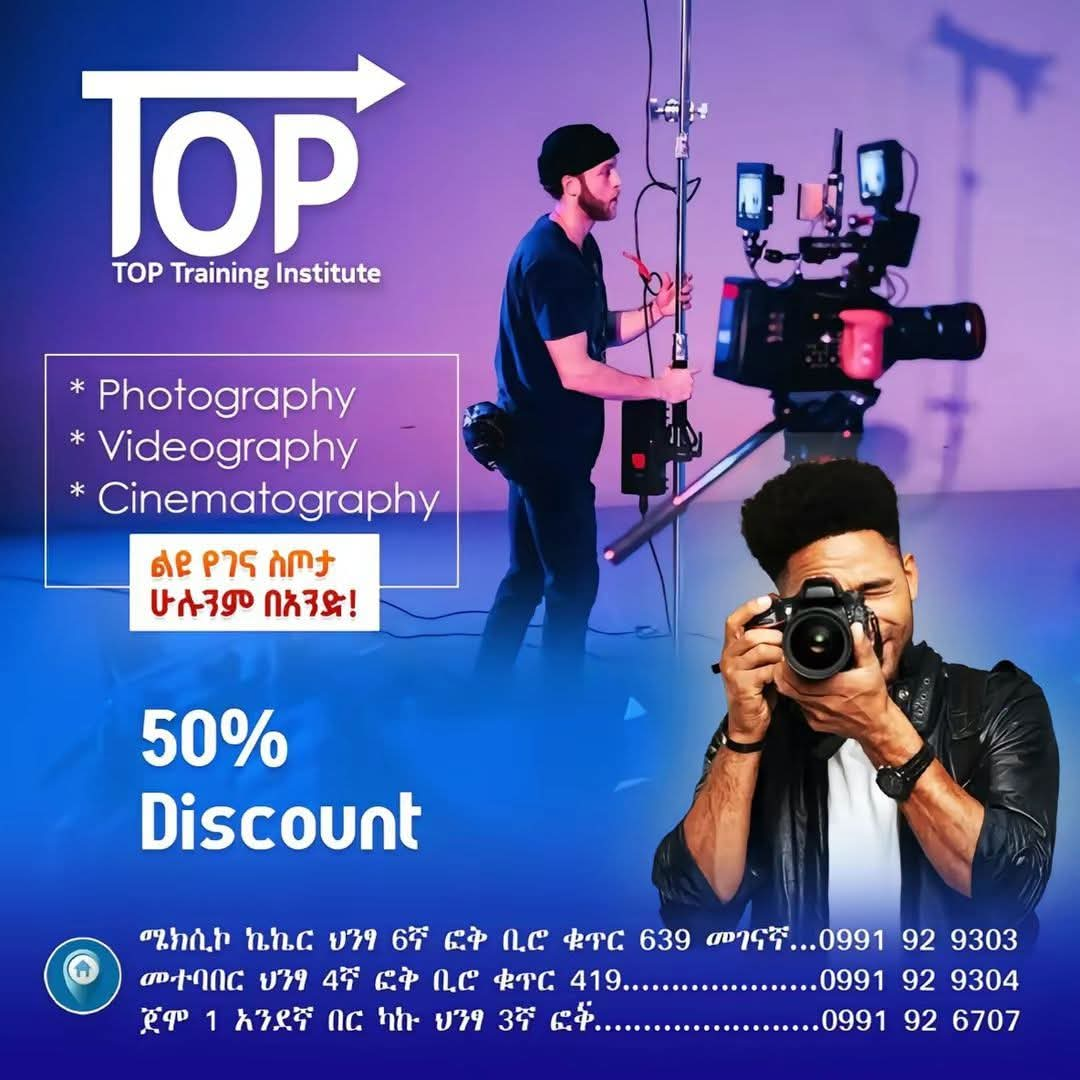 TOP
TOP Training Institute
* Photography
* Videography
* Cinematography
ልዩ የገና ስጦታ
ሁሉንም በአንድ!
50%
Discount
ሜክሲኮ ኬኬር ህንፃ 6ኛ ፎቅ ቢሮ ቁጥር 639 መገናኛ...0991 92 9303
መተባበር ህንፃ 4ኛ ፎቅ ቢሮ ቁጥር 419......................0991 92 9304
ጀሞ 1 አንደኛ በር ካኩ ህንፃ 3ኛ ፎቅ.........................0991 92 6707